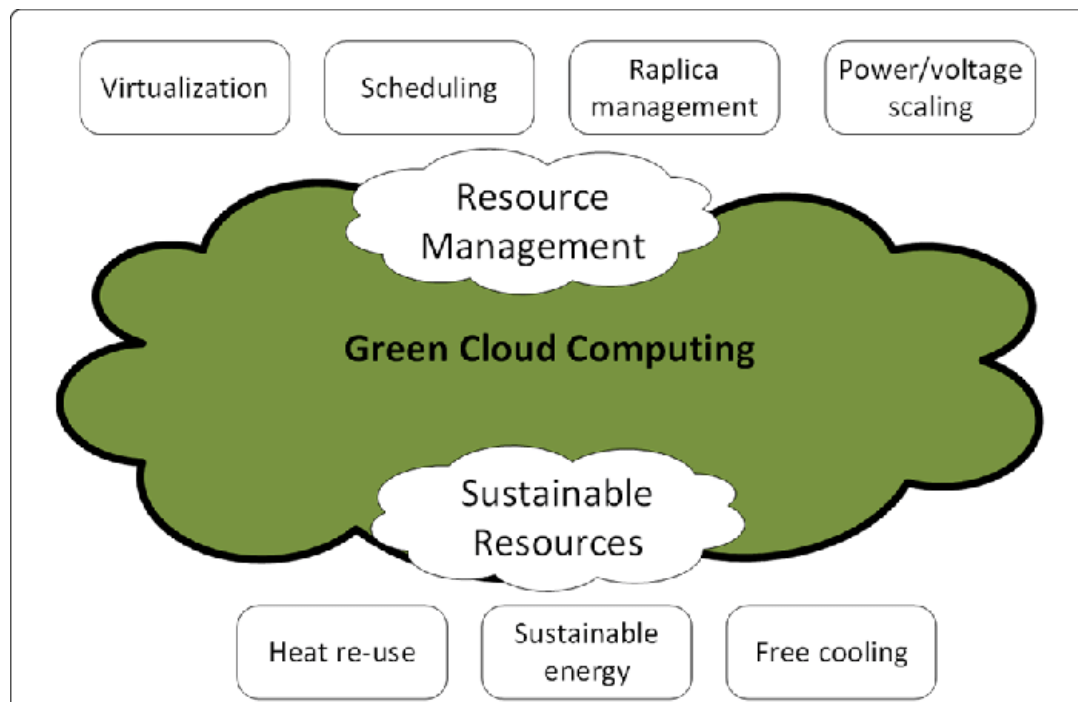 Virtualization
Scheduling
Raplica
management
Power/voltage
scaling
Resource
Management
Green Cloud Computing
Sustainable
Resources
Heat re-use
Sustainable
energy
Free cooling